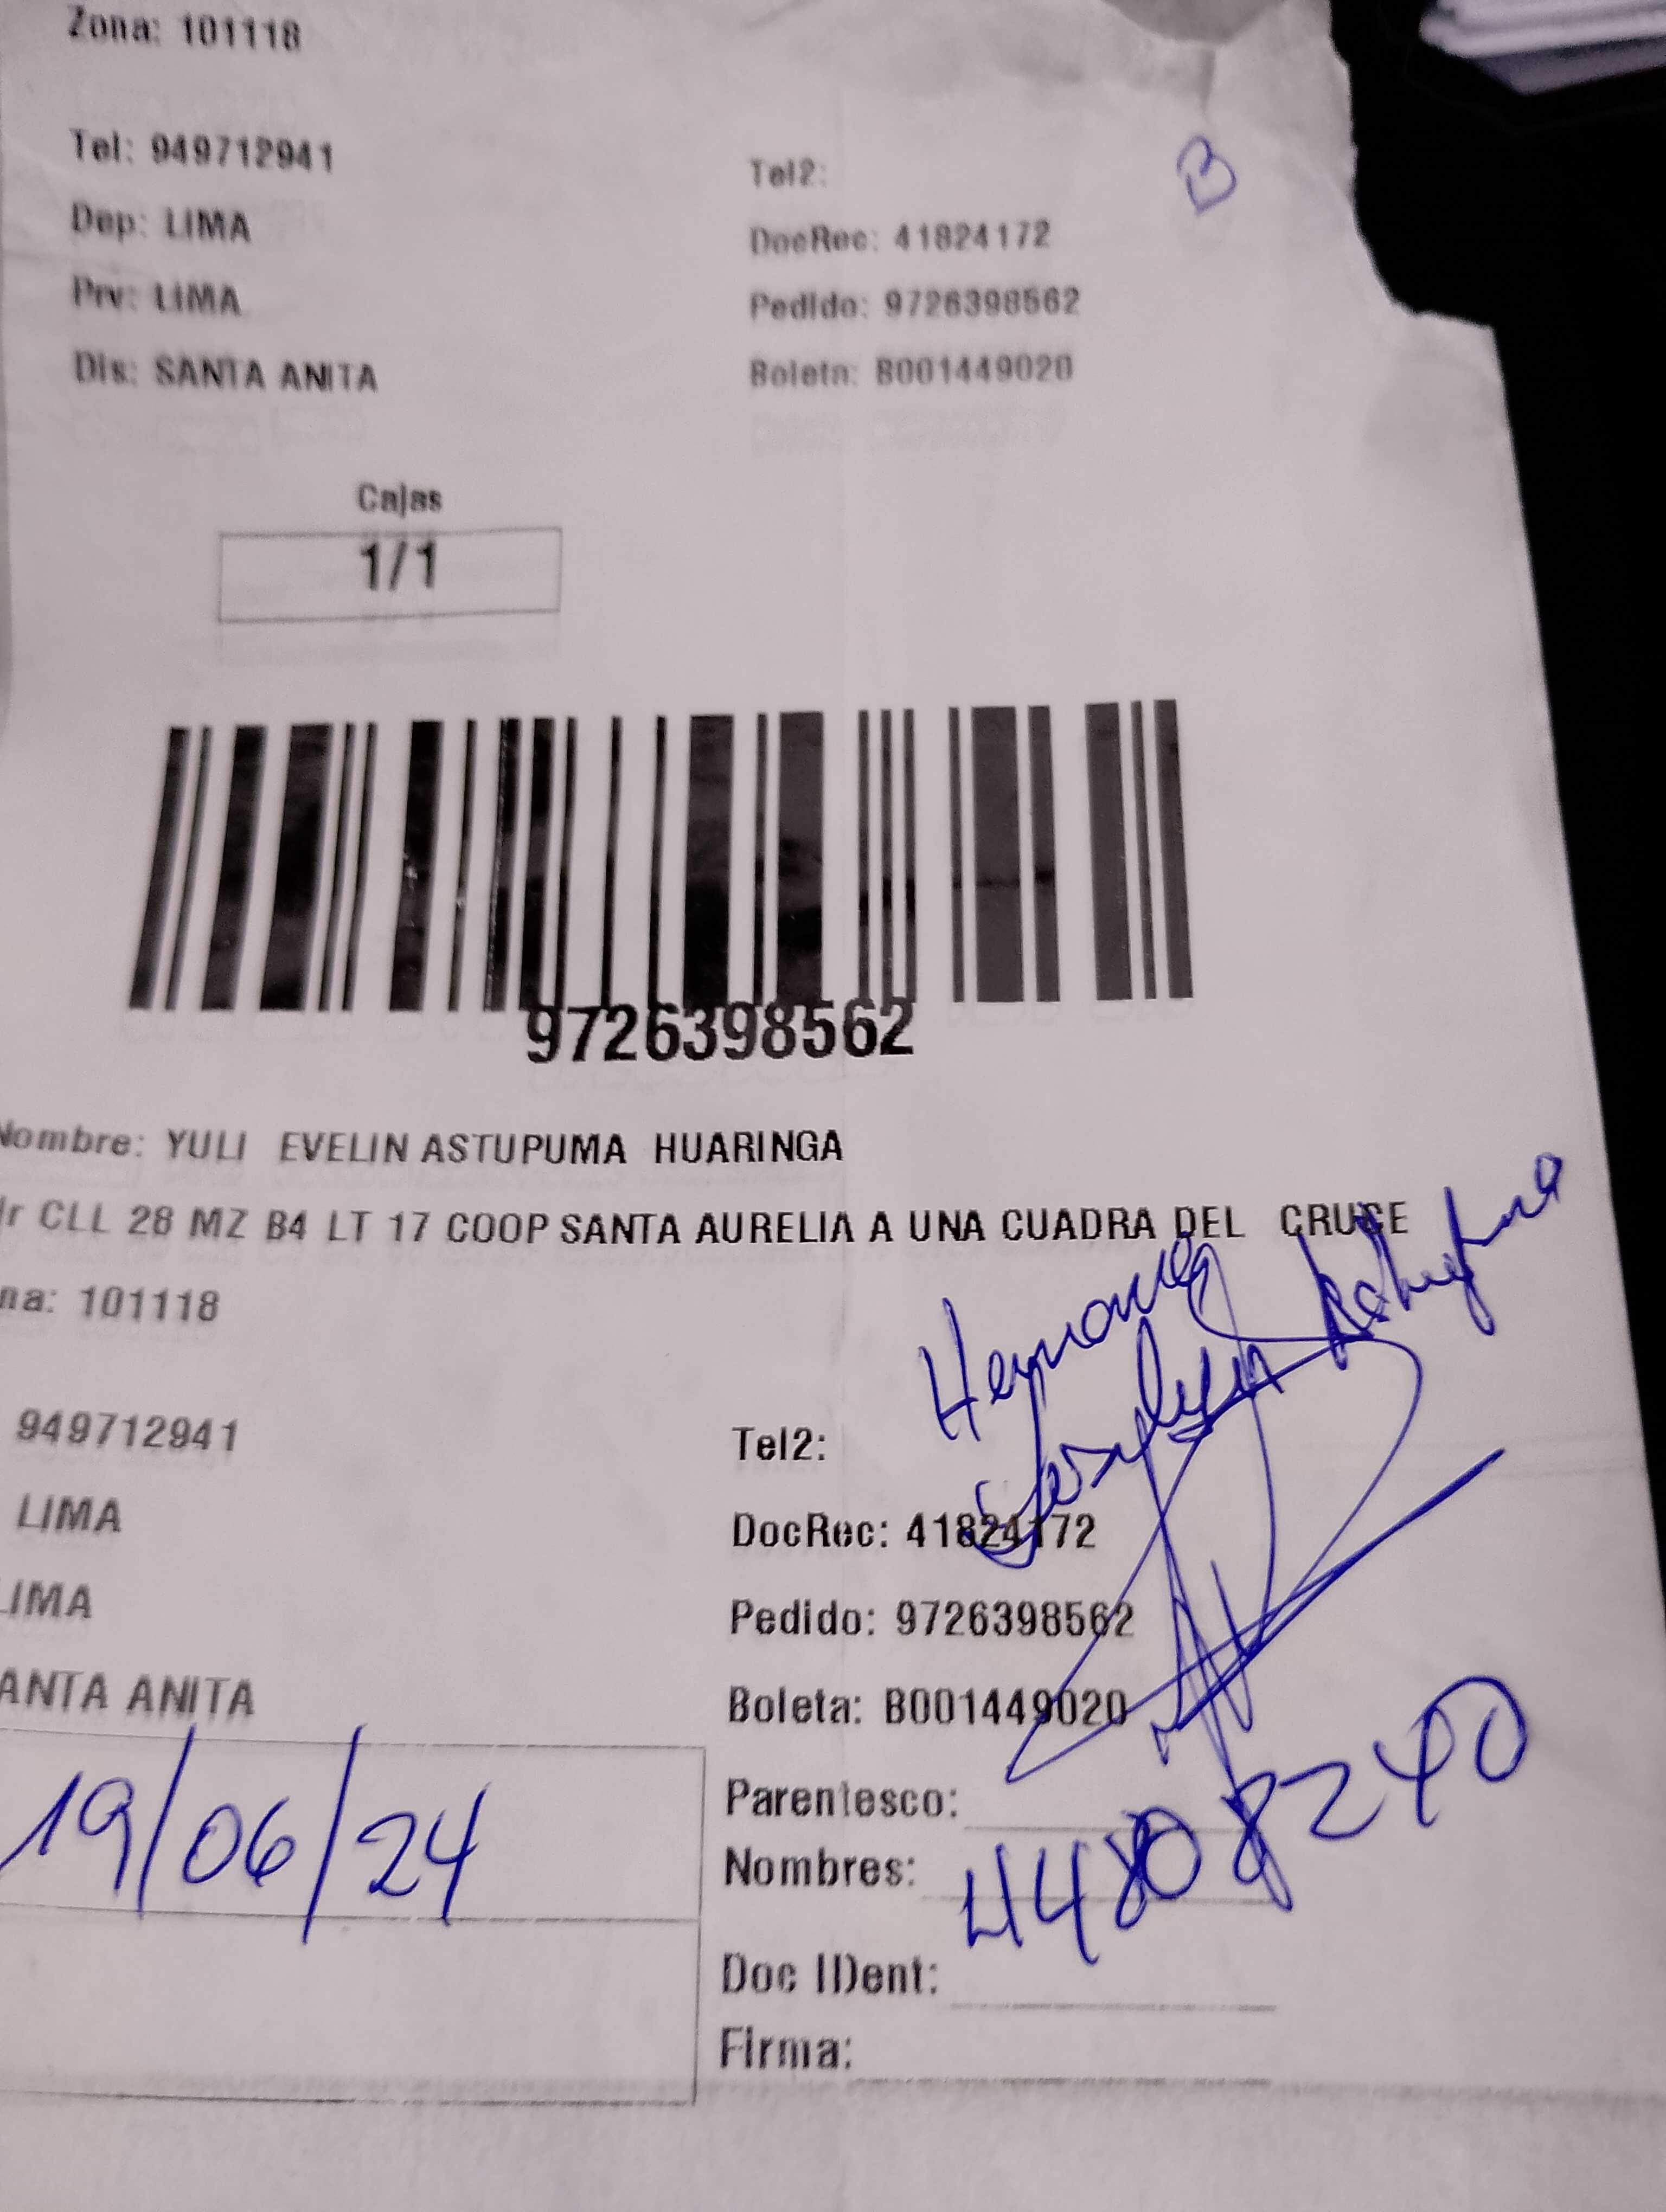 Zona: 101118
Tel: 949712941
Tel2:
B
Dep: LIMA
DocRec: 41824172
Prv: LIMA
Pedido: 9726398562
Dis: SANTA ANITA
Boleta: B001449020
Cajas
1/1
9726398562
Nombre: YULI EVELIN ASTUPUMA HUARINGA
ir CLL 28 MZ B4 LT 17 COOP SANTA AURELIA A UNA CUADRA DEL CRUCE
na: 101118
Hermana
Astupuma
949712941
Tel2:
LIMA
DocRec: 41824172
LIMA
Pedido: 9726398562
ANTA ANITA
Boleta: B001449020
19/06/24
Parentesco:
Nombres:
44808240
Doc IDent:
Firma: